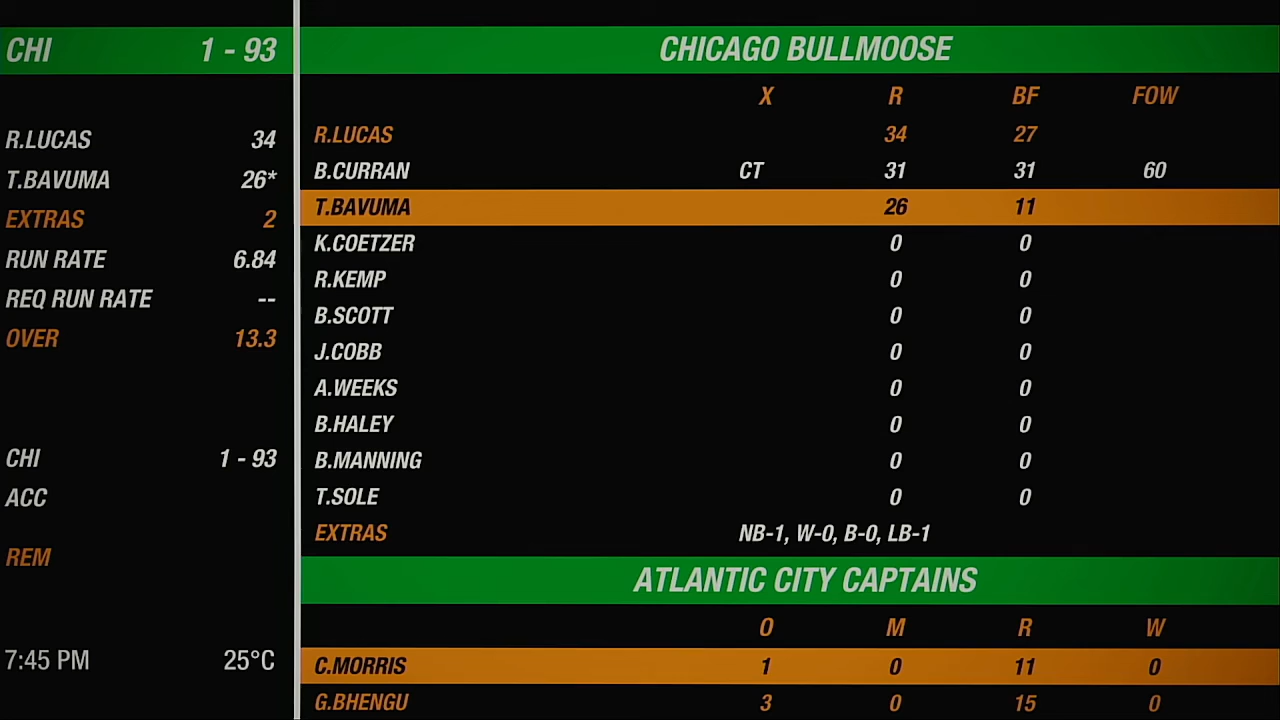 CHI 1 - 93
R.LUCAS 34
T.BAVUMA 26*
EXTRAS 2
RUN RATE 6.84
REQ RUN RATE --
OVER 13.3
CHI 1 - 93
ACC
REM
7:45 PM 25°C
CHICAGO BULLMOOSE
X R BF FOW
R.LUCAS 34 27
B.CURRAN CT 31 31 60
T.BAVUMA 26 11
K.COETZER 0 0
R.KEMP 0 0
B.SCOTT 0 0
J.COBB 0 0
A.WEEKS 0 0
B.HALEY 0 0
B.MANNING 0 0
T.SOLE 0 0
EXTRAS NB-1, W-0, B-0, LB-1
ATLANTIC CITY CAPTAINS
O M R W
C.MORRIS 1 0 11 0
G.BHENGU 3 0 15 0